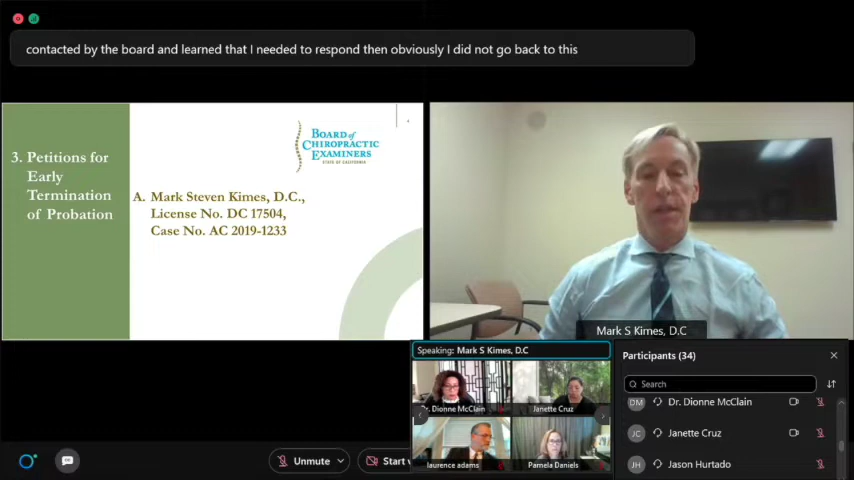 contacted by the board and learned that I needed to respond then obviously I did not go back to this
3. Petitions for
Early
Termination
of Probation
BOARD of
CHIROPRACTIC
EXAMINERS
STATE OF CALIFORNIA
A. Mark Steven Kimes, D.C.,
License No. DC 17504,
Case No. AC 2019-1233
Mark S Kimes, D.C
Speaking: Mark S Kimes, D.C
Dr. Dionne McClain
Janette Cruz
laurence adams
Pamela Daniels
Participants (34)
Search
DM Dr. Dionne McClain
JC Janette Cruz
JH Jason Hurtado
Unmute
Start